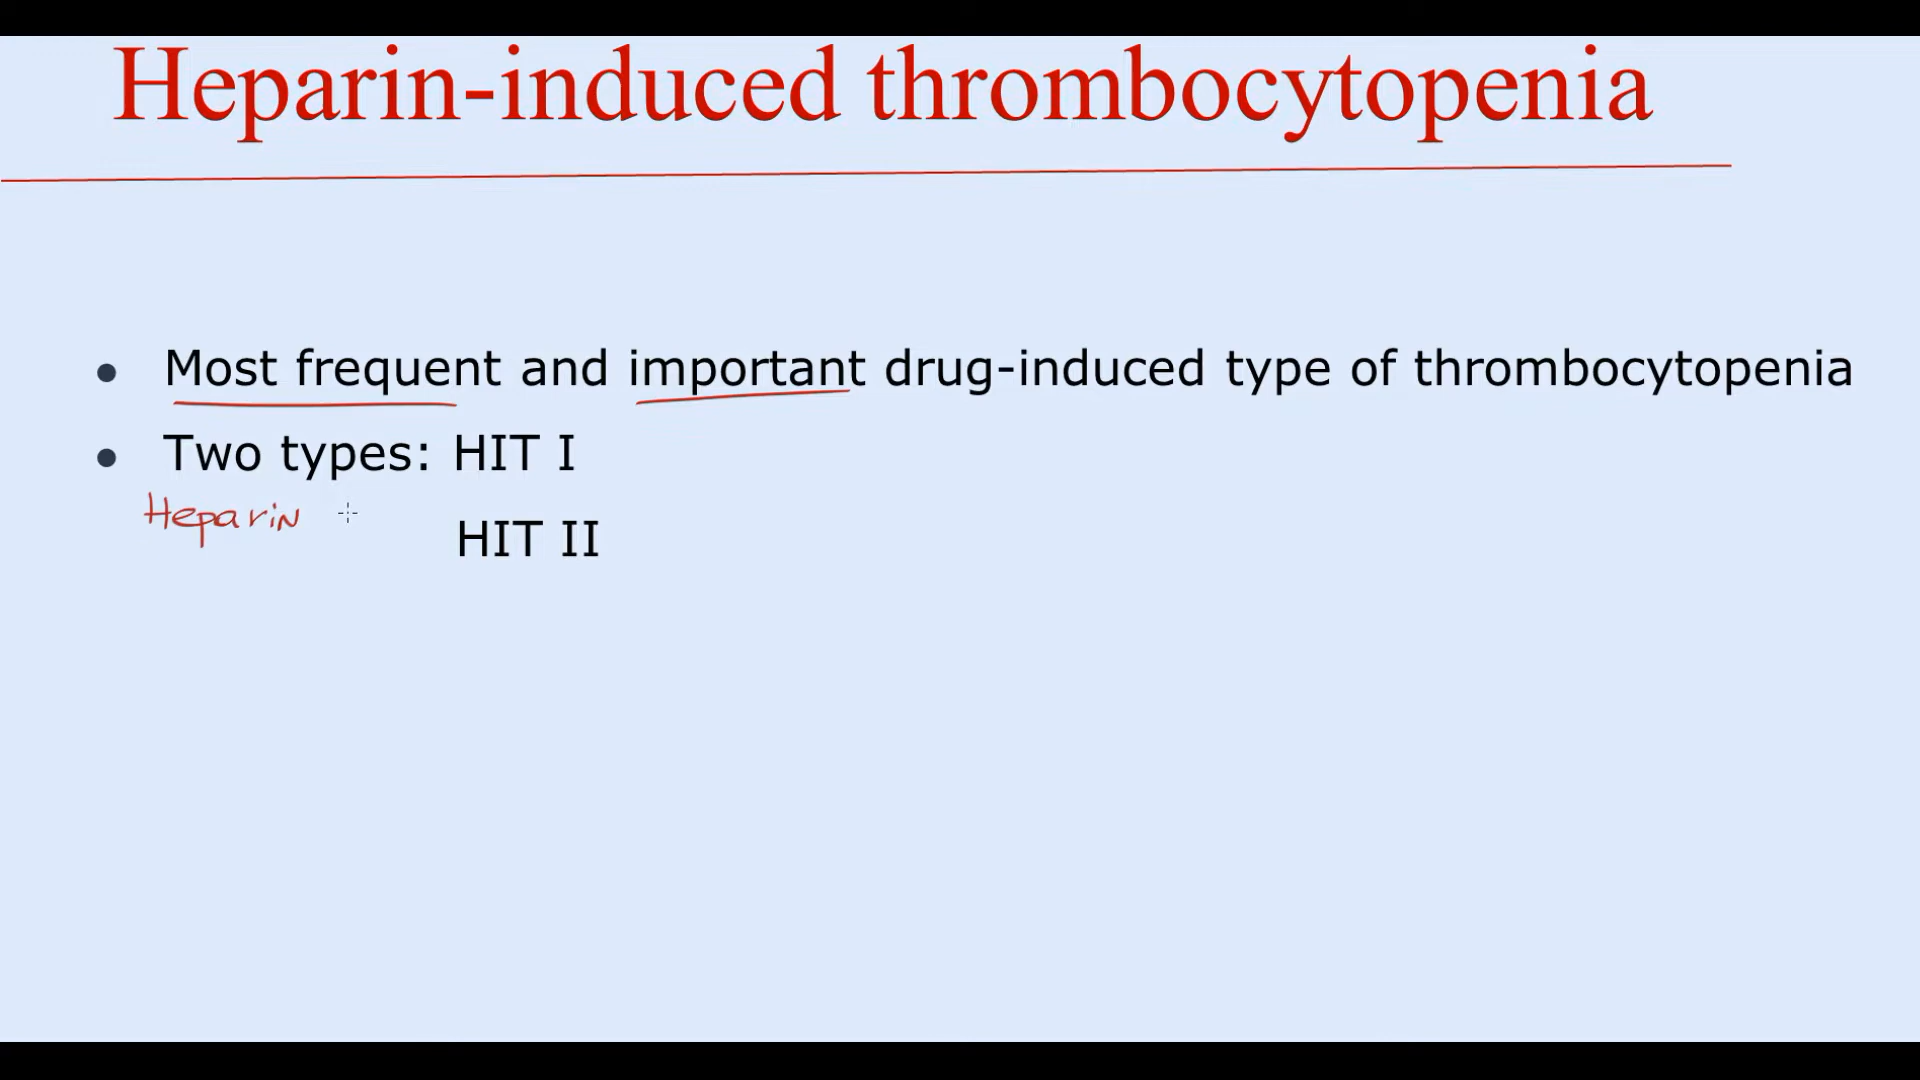 Heparin-induced thrombocytopenia
• Most frequent and important drug-induced type of thrombocytopenia
• Two types: HIT I
Heparin
HIT II